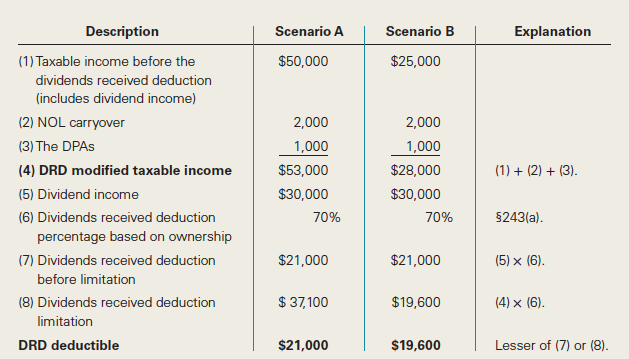 Description Scenario A Scenario B Explanation
(1) Taxable income before the $50,000 $25,000
dividends received deduction
(includes dividend income)
(2) NOL carryover 2,000 2,000
(3) The DPAs 1,000 1,000
(4) DRD modified taxable income $53,000 $28,000 (1) + (2) + (3).
(5) Dividend income $30,000 $30,000
(6) Dividends received deduction 70% 70% §243(a).
percentage based on ownership
(7) Dividends received deduction $21,000 $21,000 (5) × (6).
before limitation
(8) Dividends received deduction $ 37,100 $19,600 (4) × (6).
limitation
DRD deductible $21,000 $19,600 Lesser of (7) or (8).